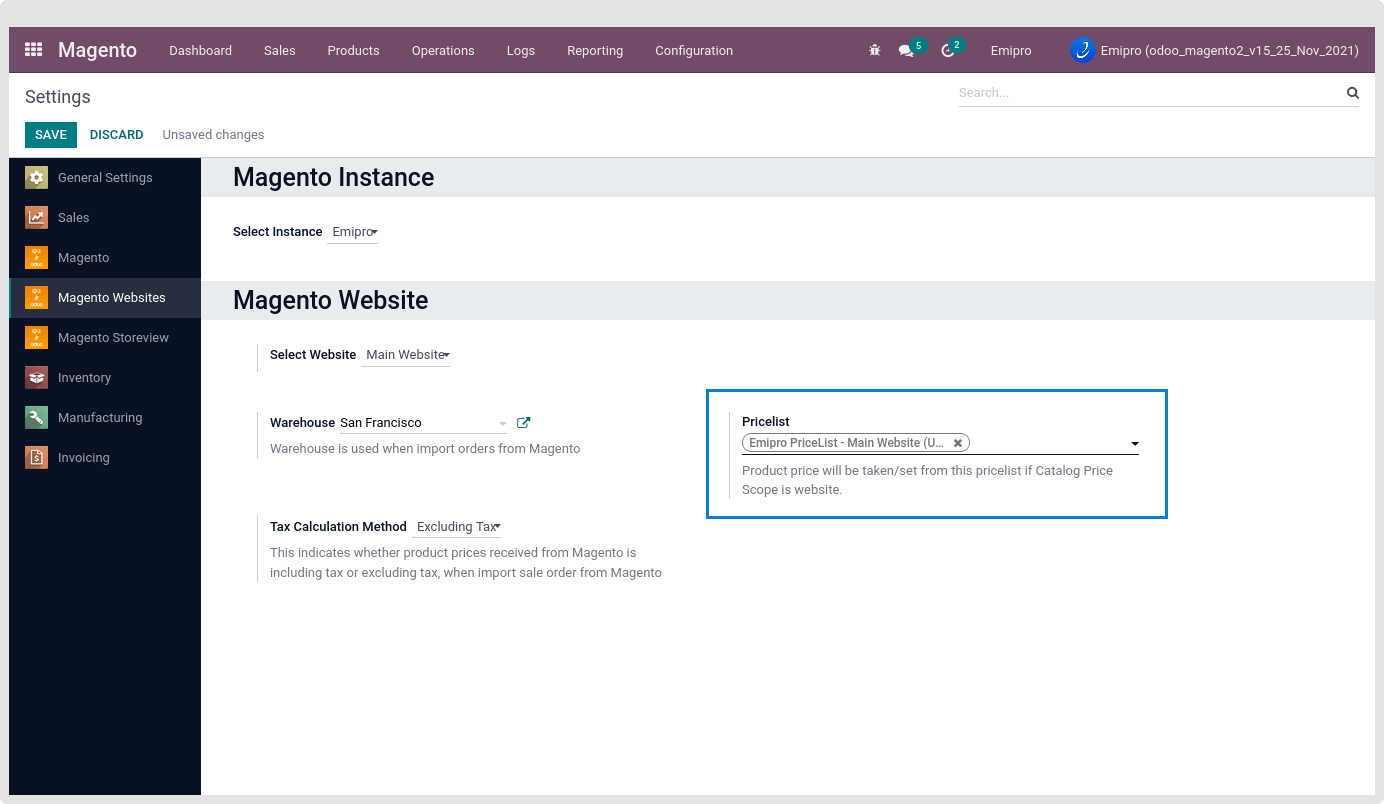 Magento Dashboard Sales Products Operations Logs Reporting Configuration 5 2 Emipro Emipro (odoo_magento2_v15_25_Nov_2021)
Settings
Search...
SAVE DISCARD Unsaved changes
General Settings
Sales
Magento
Magento Websites
Magento Storeview
Inventory
Manufacturing
Invoicing
Magento Instance
Select Instance Emipro
Magento Website
Select Website Main Website
Warehouse San Francisco
Warehouse is used when import orders from Magento
Pricelist
Emipro PriceList - Main Website (U...
Product price will be taken/set from this pricelist if Catalog Price
Scope is website.
Tax Calculation Method Excluding Tax
This indicates whether product prices received from Magento is
including tax or excluding tax, when import sale order from Magento